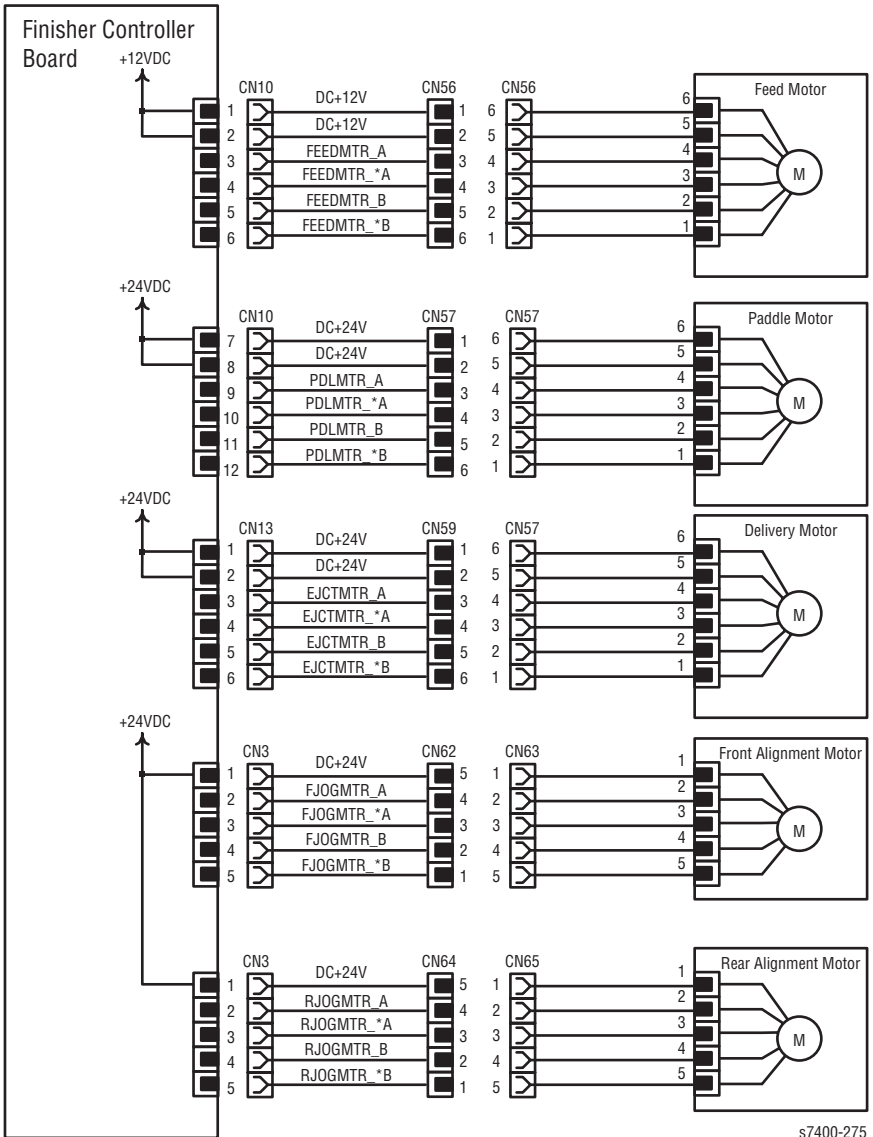 Finisher Controller
Board
+12VDC
CN10 CN56 CN56 Feed Motor
1 DC+12V 1 6 6
2 DC+12V 2 5 5
3 FEEDMTR_A 3 4 4
4 FEEDMTR_*A 4 3 3 M
5 FEEDMTR_B 5 2 2
6 FEEDMTR_*B 6 1 1
+24VDC
CN10 CN57 CN57 Paddle Motor
7 DC+24V 1 6 6
8 DC+24V 2 5 5
9 PDLMTR_A 3 4 4
10 PDLMTR_*A 4 3 3 M
11 PDLMTR_B 5 2 2
12 PDLMTR_*B 6 1 1
+24VDC
CN13 CN59 CN57 Delivery Motor
1 DC+24V 1 6 6
2 DC+24V 2 5 5
3 EJCTMTR_A 3 4 4
4 EJCTMTR_*A 4 3 3 M
5 EJCTMTR_B 5 2 2
6 EJCTMTR_*B 6 1 1
+24VDC
CN3 CN62 CN63 Front Alignment Motor
1 DC+24V 5 1 1
2 FJOGMTR_A 4 2 2
3 FJOGMTR_*A 3 3 3 M
4 FJOGMTR_B 2 4 4
5 FJOGMTR_*B 1 5 5
CN3 CN64 CN65 Rear Alignment Motor
1 DC+24V 5 1 1
2 RJOGMTR_A 4 2 2
3 RJOGMTR_*A 3 3 3 M
4 RJOGMTR_B 2 4 4
5 RJOGMTR_*B 1 5 5
s7400-275